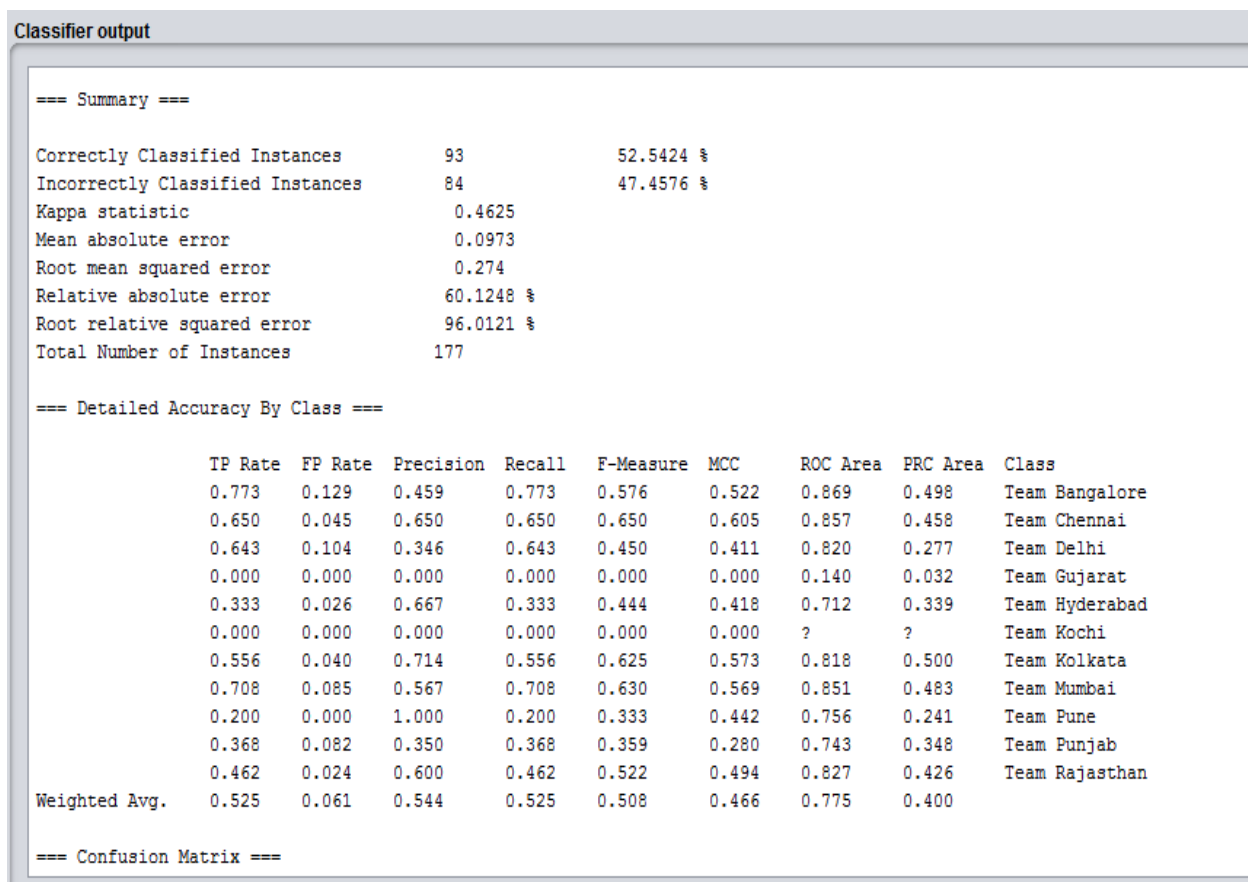 Classifier output
=== Summary ===
Correctly Classified Instances 93 52.5424 %
Incorrectly Classified Instances 84 47.4576 %
Kappa statistic 0.4625
Mean absolute error 0.0973
Root mean squared error 0.274
Relative absolute error 60.1248 %
Root relative squared error 96.0121 %
Total Number of Instances 177
=== Detailed Accuracy By Class ===
TP Rate FP Rate Precision Recall F-Measure MCC ROC Area PRC Area Class
0.773 0.129 0.459 0.773 0.576 0.522 0.869 0.498 Team Bangalore
0.650 0.045 0.650 0.650 0.650 0.605 0.857 0.458 Team Chennai
0.643 0.104 0.346 0.643 0.450 0.411 0.820 0.277 Team Delhi
0.000 0.000 0.000 0.000 0.000 0.000 0.140 0.032 Team Gujarat
0.333 0.026 0.667 0.333 0.444 0.418 0.712 0.339 Team Hyderabad
0.000 0.000 0.000 0.000 0.000 0.000 ? ? Team Kochi
0.556 0.040 0.714 0.556 0.625 0.573 0.818 0.500 Team Kolkata
0.708 0.085 0.567 0.708 0.630 0.569 0.851 0.483 Team Mumbai
0.200 0.000 1.000 0.200 0.333 0.442 0.756 0.241 Team Pune
0.368 0.082 0.350 0.368 0.359 0.280 0.743 0.348 Team Punjab
0.462 0.024 0.600 0.462 0.522 0.494 0.827 0.426 Team Rajasthan
Weighted Avg. 0.525 0.061 0.544 0.525 0.508 0.466 0.775 0.400
=== Confusion Matrix ===